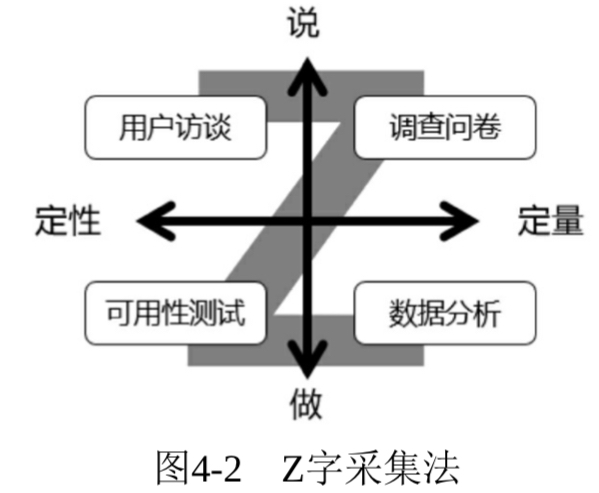 说
用户访谈 调查问卷
定性 定量
可用性测试 数据分析
做
图4-2 Z字采集法